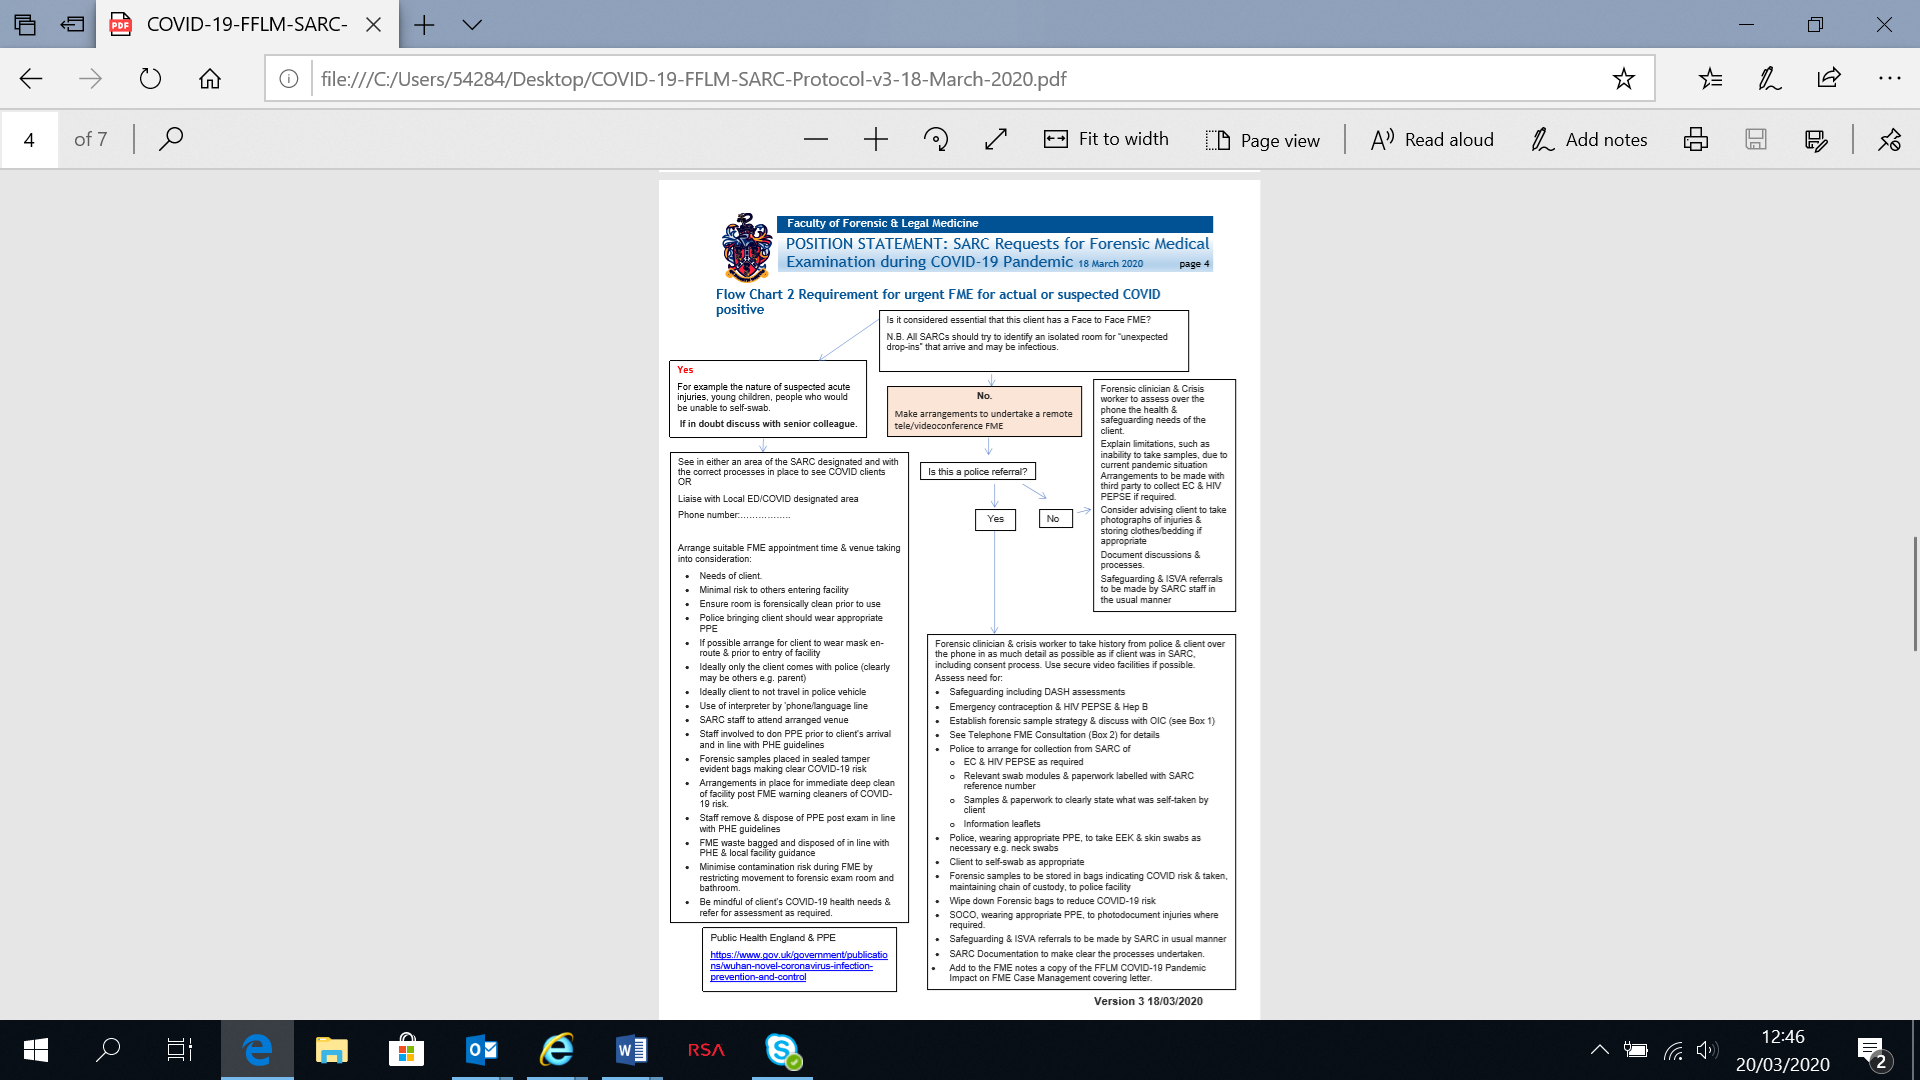 COVID-19-FFLM-SARC-
file:///C:/Users/54284/Desktop/COVID-19-FFLM-SARC-Protocol-v3-18-March-2020.pdf
4 of 7
Fit to width
Page view
Read aloud
Add notes
Faculty of Forensic & Legal Medicine
POSITION STATEMENT: SARC Requests for Forensic Medical
Examination during COVID-19 Pandemic 18 March 2020 page 4
Flow Chart 2 Requirement for urgent FME for actual or suspected COVID
positive
Is it considered essential that this client has a Face to Face FME?
N.B. All SARCs should try to identify an isolated room for "unexpected
drop-ins" that arrive and may be infectious.
Yes
For example the nature of suspected acute
injuries, young children, people who would
be unable to self-swab.
If in doubt discuss with senior colleague.
No.
Make arrangements to undertake a remote
tele/videoconference FME
Forensic clinician & Crisis
worker to assess over the
phone the health &
safeguarding needs of the
client.
Explain limitations, such as
inability to take samples, due to
current pandemic situation
Arrangements to be made with
third party to collect EC & HIV
PEPSE if required.
Consider advising client to take
photographs of injuries &
storing clothes/bedding if
appropriate
Document discussions &
processes.
Safeguarding & ISVA referrals
to be made by SARC staff in
the usual manner
Is this a police referral?
Yes
No
See in either an area of the SARC designated and with
the correct processes in place to see COVID clients
OR
Liaise with Local ED/COVID designated area
Phone number:.................
Arrange suitable FME appointment time & venue taking
into consideration:
• Needs of client.
• Minimal risk to others entering facility
• Ensure room is forensically clean prior to use
• Police bringing client should wear appropriate
PPE
• If possible arrange for client to wear mask en-
route & prior to entry of facility
• Ideally only the client comes with police (clearly
may be others e.g. parent)
• Ideally client to not travel in police vehicle
• Use of interpreter by 'phone/language line
• SARC staff to attend arranged venue
• Staff involved to don PPE prior to client's arrival
and in line with PHE guidelines
• Forensic samples placed in sealed tamper
evident bags making clear COVID-19 risk
• Arrangements in place for immediate deep clean
of facility post FME warning cleaners of COVID-
19 risk.
• Staff remove & dispose of PPE post exam in line
with PHE guidelines
• FME waste bagged and disposed of in line with
PHE & local facility guidance
• Minimise contamination risk during FME by
restricting movement to forensic exam room and
bathroom.
• Be mindful of client's COVID-19 health needs &
refer for assessment as required.
Forensic clinician & crisis worker to take history from police & client over
the phone in as much detail as possible as if client was in SARC,
including consent process. Use secure video facilities if possible.
Assess need for:
• Safeguarding including DASH assessments
• Emergency contraception & HIV PEPSE & Hep B
• Establish forensic sample strategy & discuss with OIC (see Box 1)
• See Telephone FME Consultation (Box 2) for details
• Police to arrange for collection from SARC of
o EC & HIV PEPSE as required
o Relevant swab modules & paperwork labelled with SARC
reference number
o Samples & paperwork to clearly state what was self-taken by
client
o Information leaflets
• Police, wearing appropriate PPE, to take EEK & skin swabs as
necessary e.g. neck swabs
• Client to self-swab as appropriate
• Forensic samples to be stored in bags indicating COVID risk & taken,
maintaining chain of custody, to police facility
• Wipe down Forensic bags to reduce COVID-19 risk
• SOCO, wearing appropriate PPE, to photodocument injuries where
required.
• Safeguarding & ISVA referrals to be made by SARC in usual manner
• SARC Documentation to make clear the processes undertaken.
• Add to the FME notes a copy of the FFLM COVID-19 Pandemic
Impact on FME Case Management covering letter.
Public Health England & PPE
https://www.gov.uk/government/publicatio
ns/wuhan-novel-coronavirus-infection-
prevention-and-control
Version 3 18/03/2020
RSA
12:46
20/03/2020
2